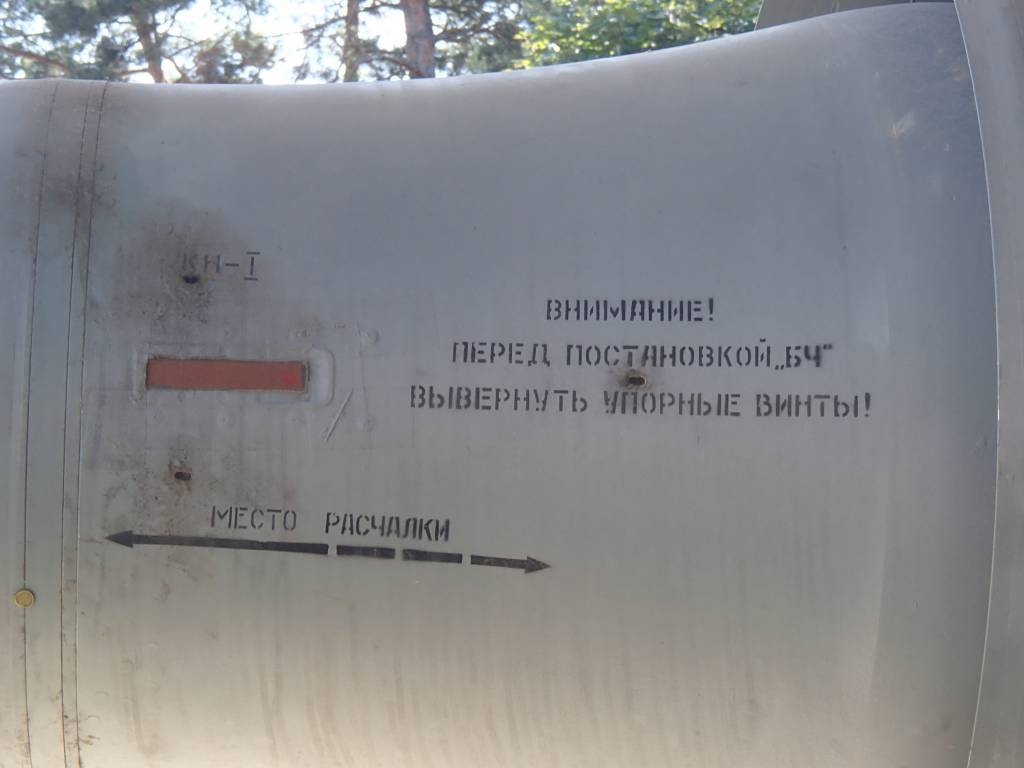 КН-I
ВНИМАНИЕ!
ПЕРЕД ПОСТАНОВКОЙ „БЧ"
ВЫВЕРНУТЬ УПОРНЫЕ ВИНТЫ!
МЕСТО РАСЧАЛКИ